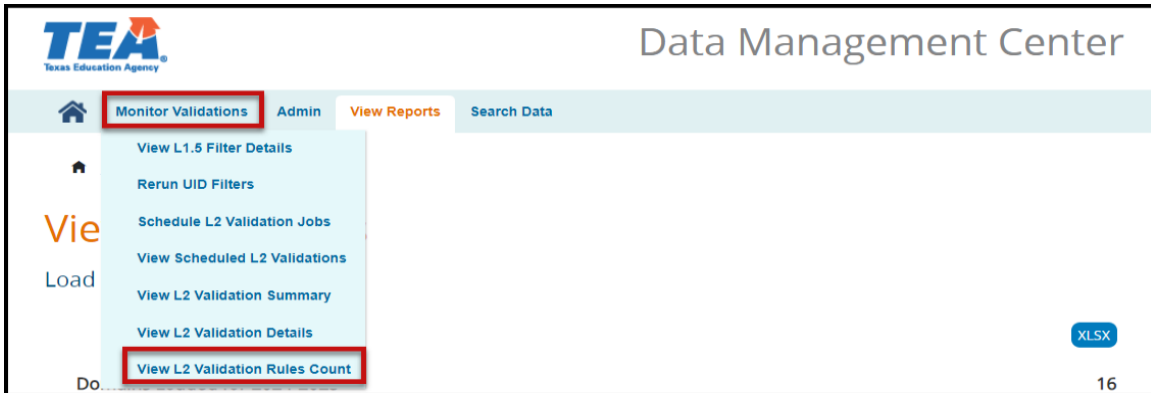 TEA®
Texas Education Agency
Data Management Center
Monitor Validations Admin View Reports Search Data
View L1.5 Filter Details
Rerun UID Filters
Schedule L2 Validation Jobs
Vie
View Scheduled L2 Validations
Load
View L2 Validation Summary
View L2 Validation Details
XLSX
View L2 Validation Rules Count
Do
16